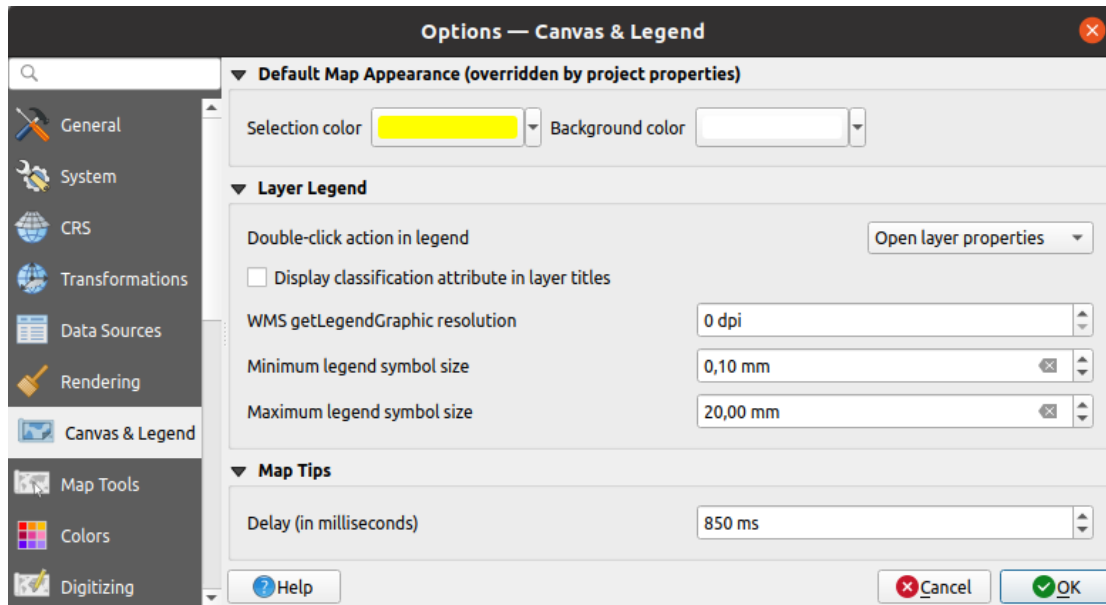 Options — Canvas & Legend
General
System
CRS
Transformations
Data Sources
Rendering
Canvas & Legend
Map Tools
Colors
Digitizing
Default Map Appearance (overridden by project properties)
Selection color Background color
Layer Legend
Double-click action in legend Open layer properties
Display classification attribute in layer titles
WMS getLegendGraphic resolution 0 dpi
Minimum legend symbol size 0,10 mm
Maximum legend symbol size 20,00 mm
Map Tips
Delay (in milliseconds) 850 ms
Help Cancel OK